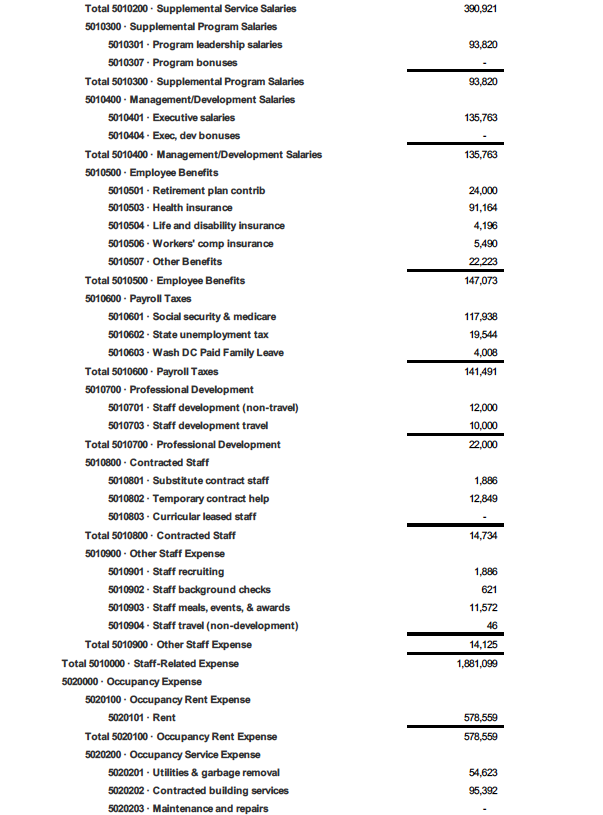 Total 5010200 · Supplemental Service Salaries 390,921
5010300 · Supplemental Program Salaries
5010301 · Program leadership salaries 93,820
5010307 · Program bonuses -
Total 5010300 · Supplemental Program Salaries 93,820
5010400 · Management/Development Salaries
5010401 · Executive salaries 135,763
5010404 · Exec, dev bonuses -
Total 5010400 · Management/Development Salaries 135,763
5010500 · Employee Benefits
5010501 · Retirement plan contrib 24,000
5010503 · Health insurance 91,164
5010504 · Life and disability insurance 4,196
5010506 · Workers' comp insurance 5,490
5010507 · Other Benefits 22,223
Total 5010500 · Employee Benefits 147,073
5010600 · Payroll Taxes
5010601 · Social security & medicare 117,938
5010602 · State unemployment tax 19,544
5010603 · Wash DC Paid Family Leave 4,008
Total 5010600 · Payroll Taxes 141,491
5010700 · Professional Development
5010701 · Staff development (non-travel) 12,000
5010703 · Staff development travel 10,000
Total 5010700 · Professional Development 22,000
5010800 · Contracted Staff
5010801 · Substitute contract staff 1,886
5010802 · Temporary contract help 12,849
5010803 · Curricular leased staff -
Total 5010800 · Contracted Staff 14,734
5010900 · Other Staff Expense
5010901 · Staff recruiting 1,886
5010902 · Staff background checks 621
5010903 · Staff meals, events, & awards 11,572
5010904 · Staff travel (non-development) 46
Total 5010900 · Other Staff Expense 14,125
Total 5010000 · Staff-Related Expense 1,881,099
5020000 · Occupancy Expense
5020100 · Occupancy Rent Expense
5020101 · Rent 578,559
Total 5020100 · Occupancy Rent Expense 578,559
5020200 · Occupancy Service Expense
5020201 · Utilities & garbage removal 54,623
5020202 · Contracted building services 95,392
5020203 · Maintenance and repairs -